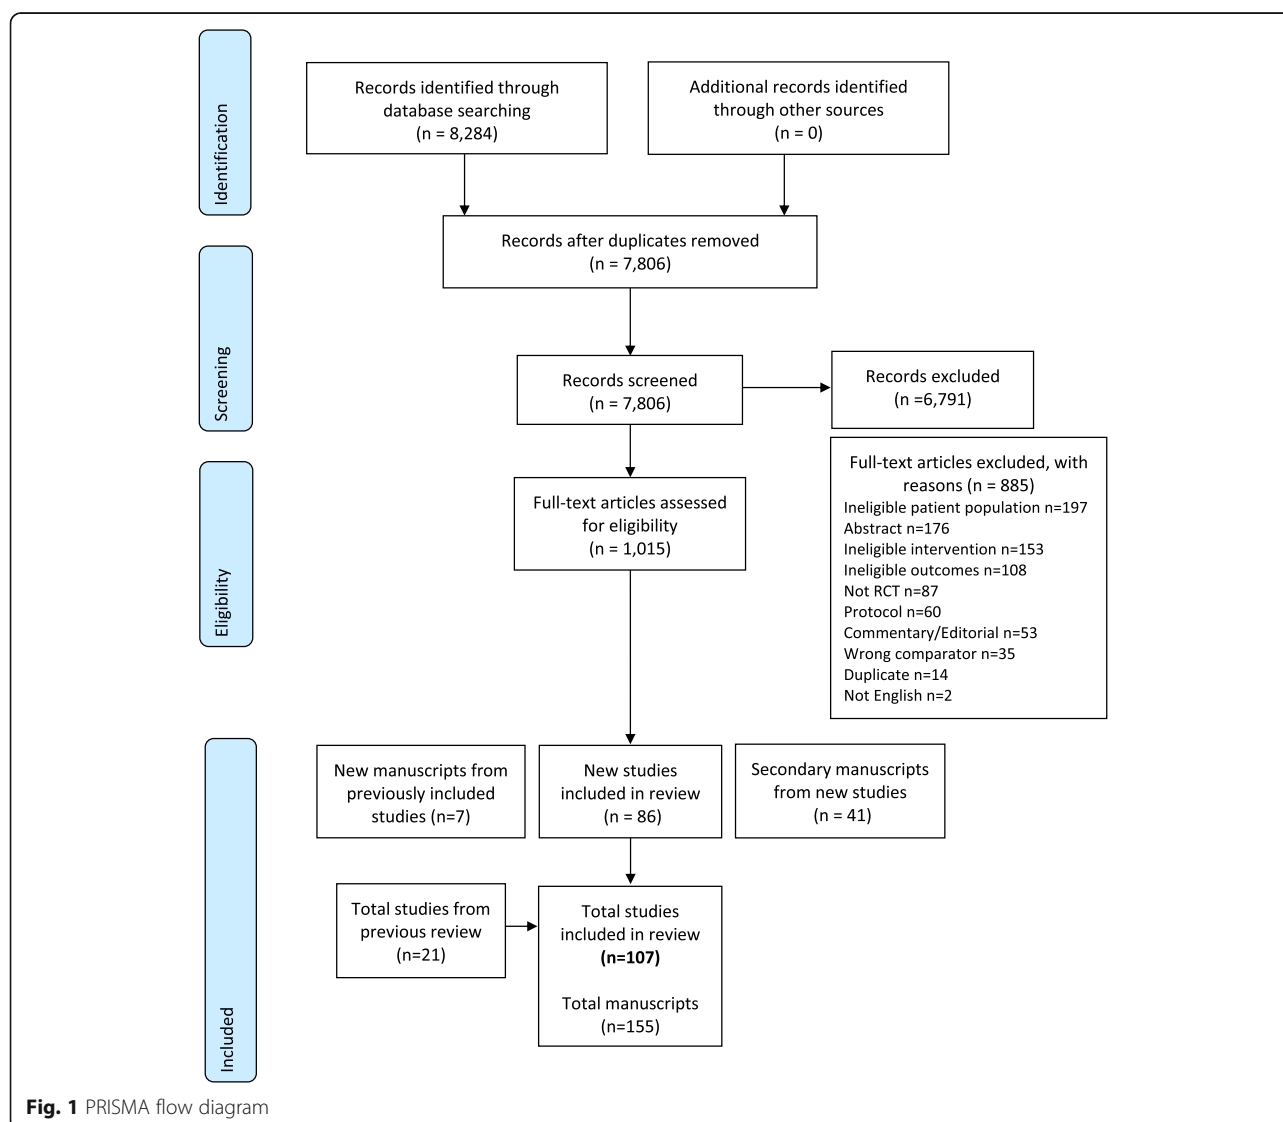 Identification
Records identified through
database searching
(n = 8,284)
Additional records identified
through other sources
(n = 0)
Records after duplicates removed
(n = 7,806)
Screening
Records screened
(n = 7,806)
Records excluded
(n =6,791)
Eligibility
Full-text articles assessed
for eligibility
(n = 1,015)
Full-text articles excluded, with
reasons (n = 885)
Ineligible patient population n=197
Abstract n=176
Ineligible intervention n=153
Ineligible outcomes n=108
Not RCT n=87
Protocol n=60
Commentary/Editorial n=53
Wrong comparator n=35
Duplicate n=14
Not English n=2
Included
New manuscripts from
previously included
studies (n=7)
New studies
included in review
(n = 86)
Secondary manuscripts
from new studies
(n = 41)
Total studies from
previous review
(n=21)
Total studies
included in review
(n=107)
Total manuscripts
(n=155)
Fig. 1 PRISMA flow diagram